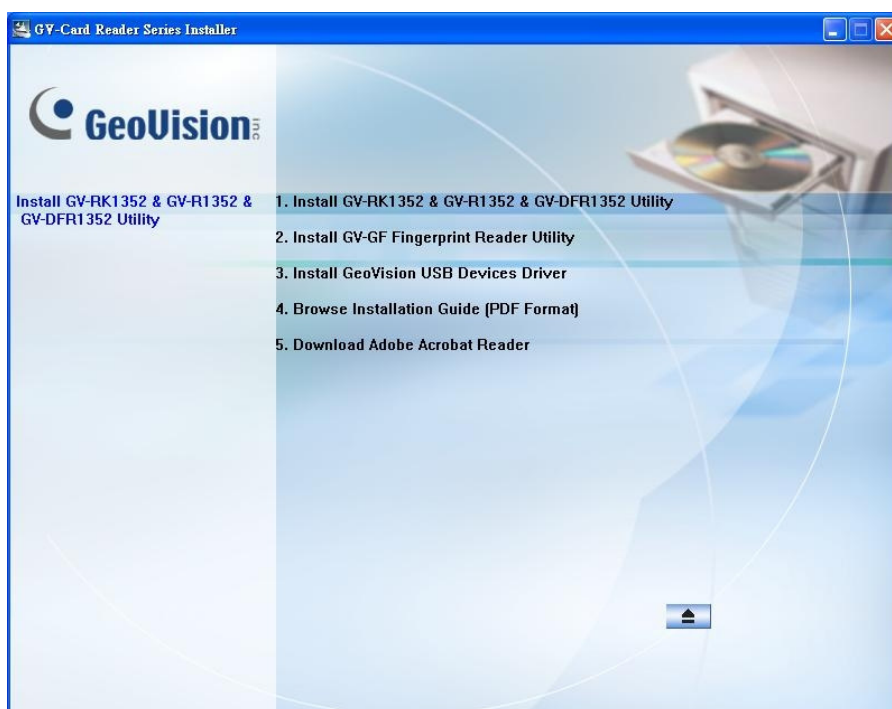 GV-Card Reader Series Installer
GeoVision inc
Install GV-RK1352 & GV-R1352 &
GV-DFR1352 Utility
1. Install GV-RK1352 & GV-R1352 & GV-DFR1352 Utility
2. Install GV-GF Fingerprint Reader Utility
3. Install GeoVision USB Devices Driver
4. Browse Installation Guide (PDF Format)
5. Download Adobe Acrobat Reader